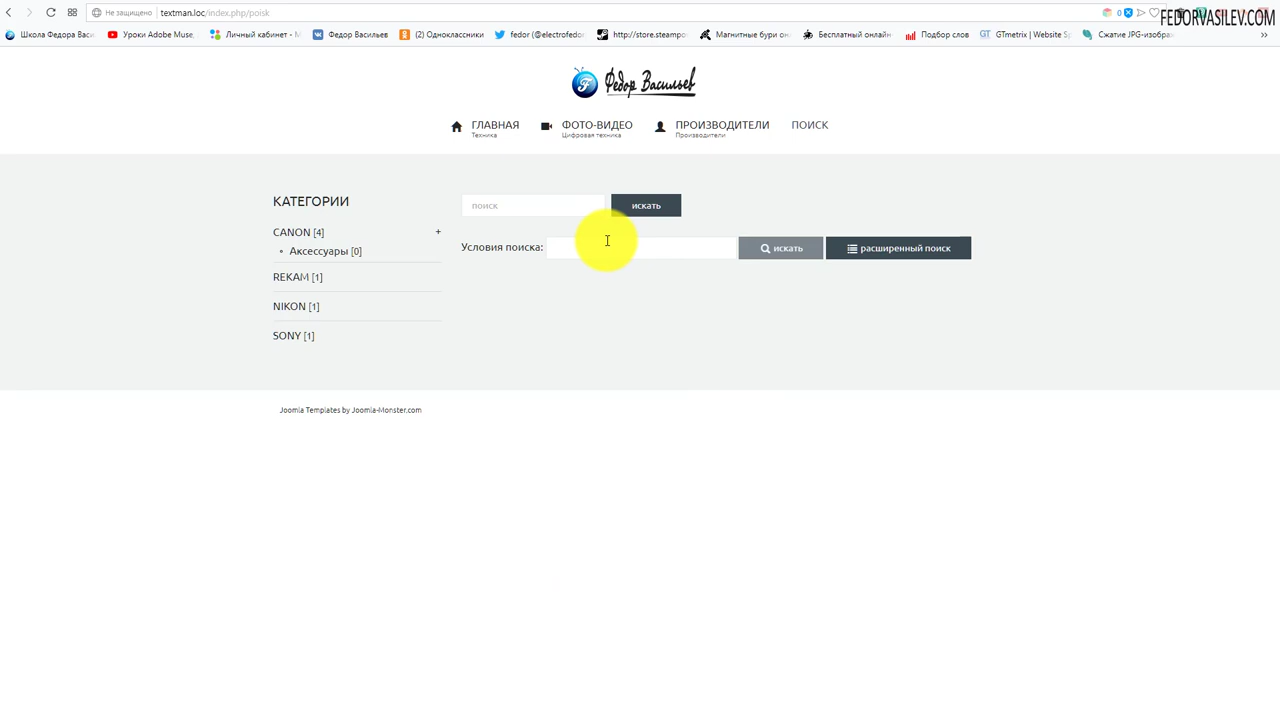 Не защищено textman.loc/index.php/poisk 0 FEDORVASILEV.COM
Школа Федора Васи Уроки Adobe Muse, Личный кабинет - М Федор Васильев (2) Одноклассники fedor (@electrofedo http://store.steampo Магнитные бури он Бесплатный онлайн Подбор слов GTmetrix | Website S Сжатие JPG-изобра »
Федор Васильев
ГЛАВНАЯ ФОТО-ВИДЕО ПРОИЗВОДИТЕЛИ ПОИСК
Техника Цифровая техника Производители
КАТЕГОРИИ
CANON [4] +
Аксессуары [0]
REKAM [1]
NIKON [1]
SONY [1]
поиск искать
Условия поиска: искать расширенный поиск
Joomla Templates by Joomla-Monster.com